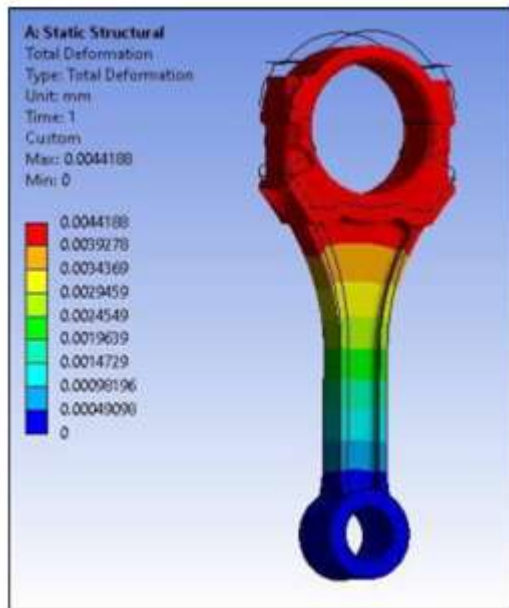 A: Static Structural
Total Deformation
Type: Total Deformation
Unit: mm
Time: 1
Custom
Max: 0.0044188
Min: 0
0.0044188
0.0039278
0.0034369
0.0029459
0.0024549
0.0019639
0.0014729
0.00098196
0.00049098
0